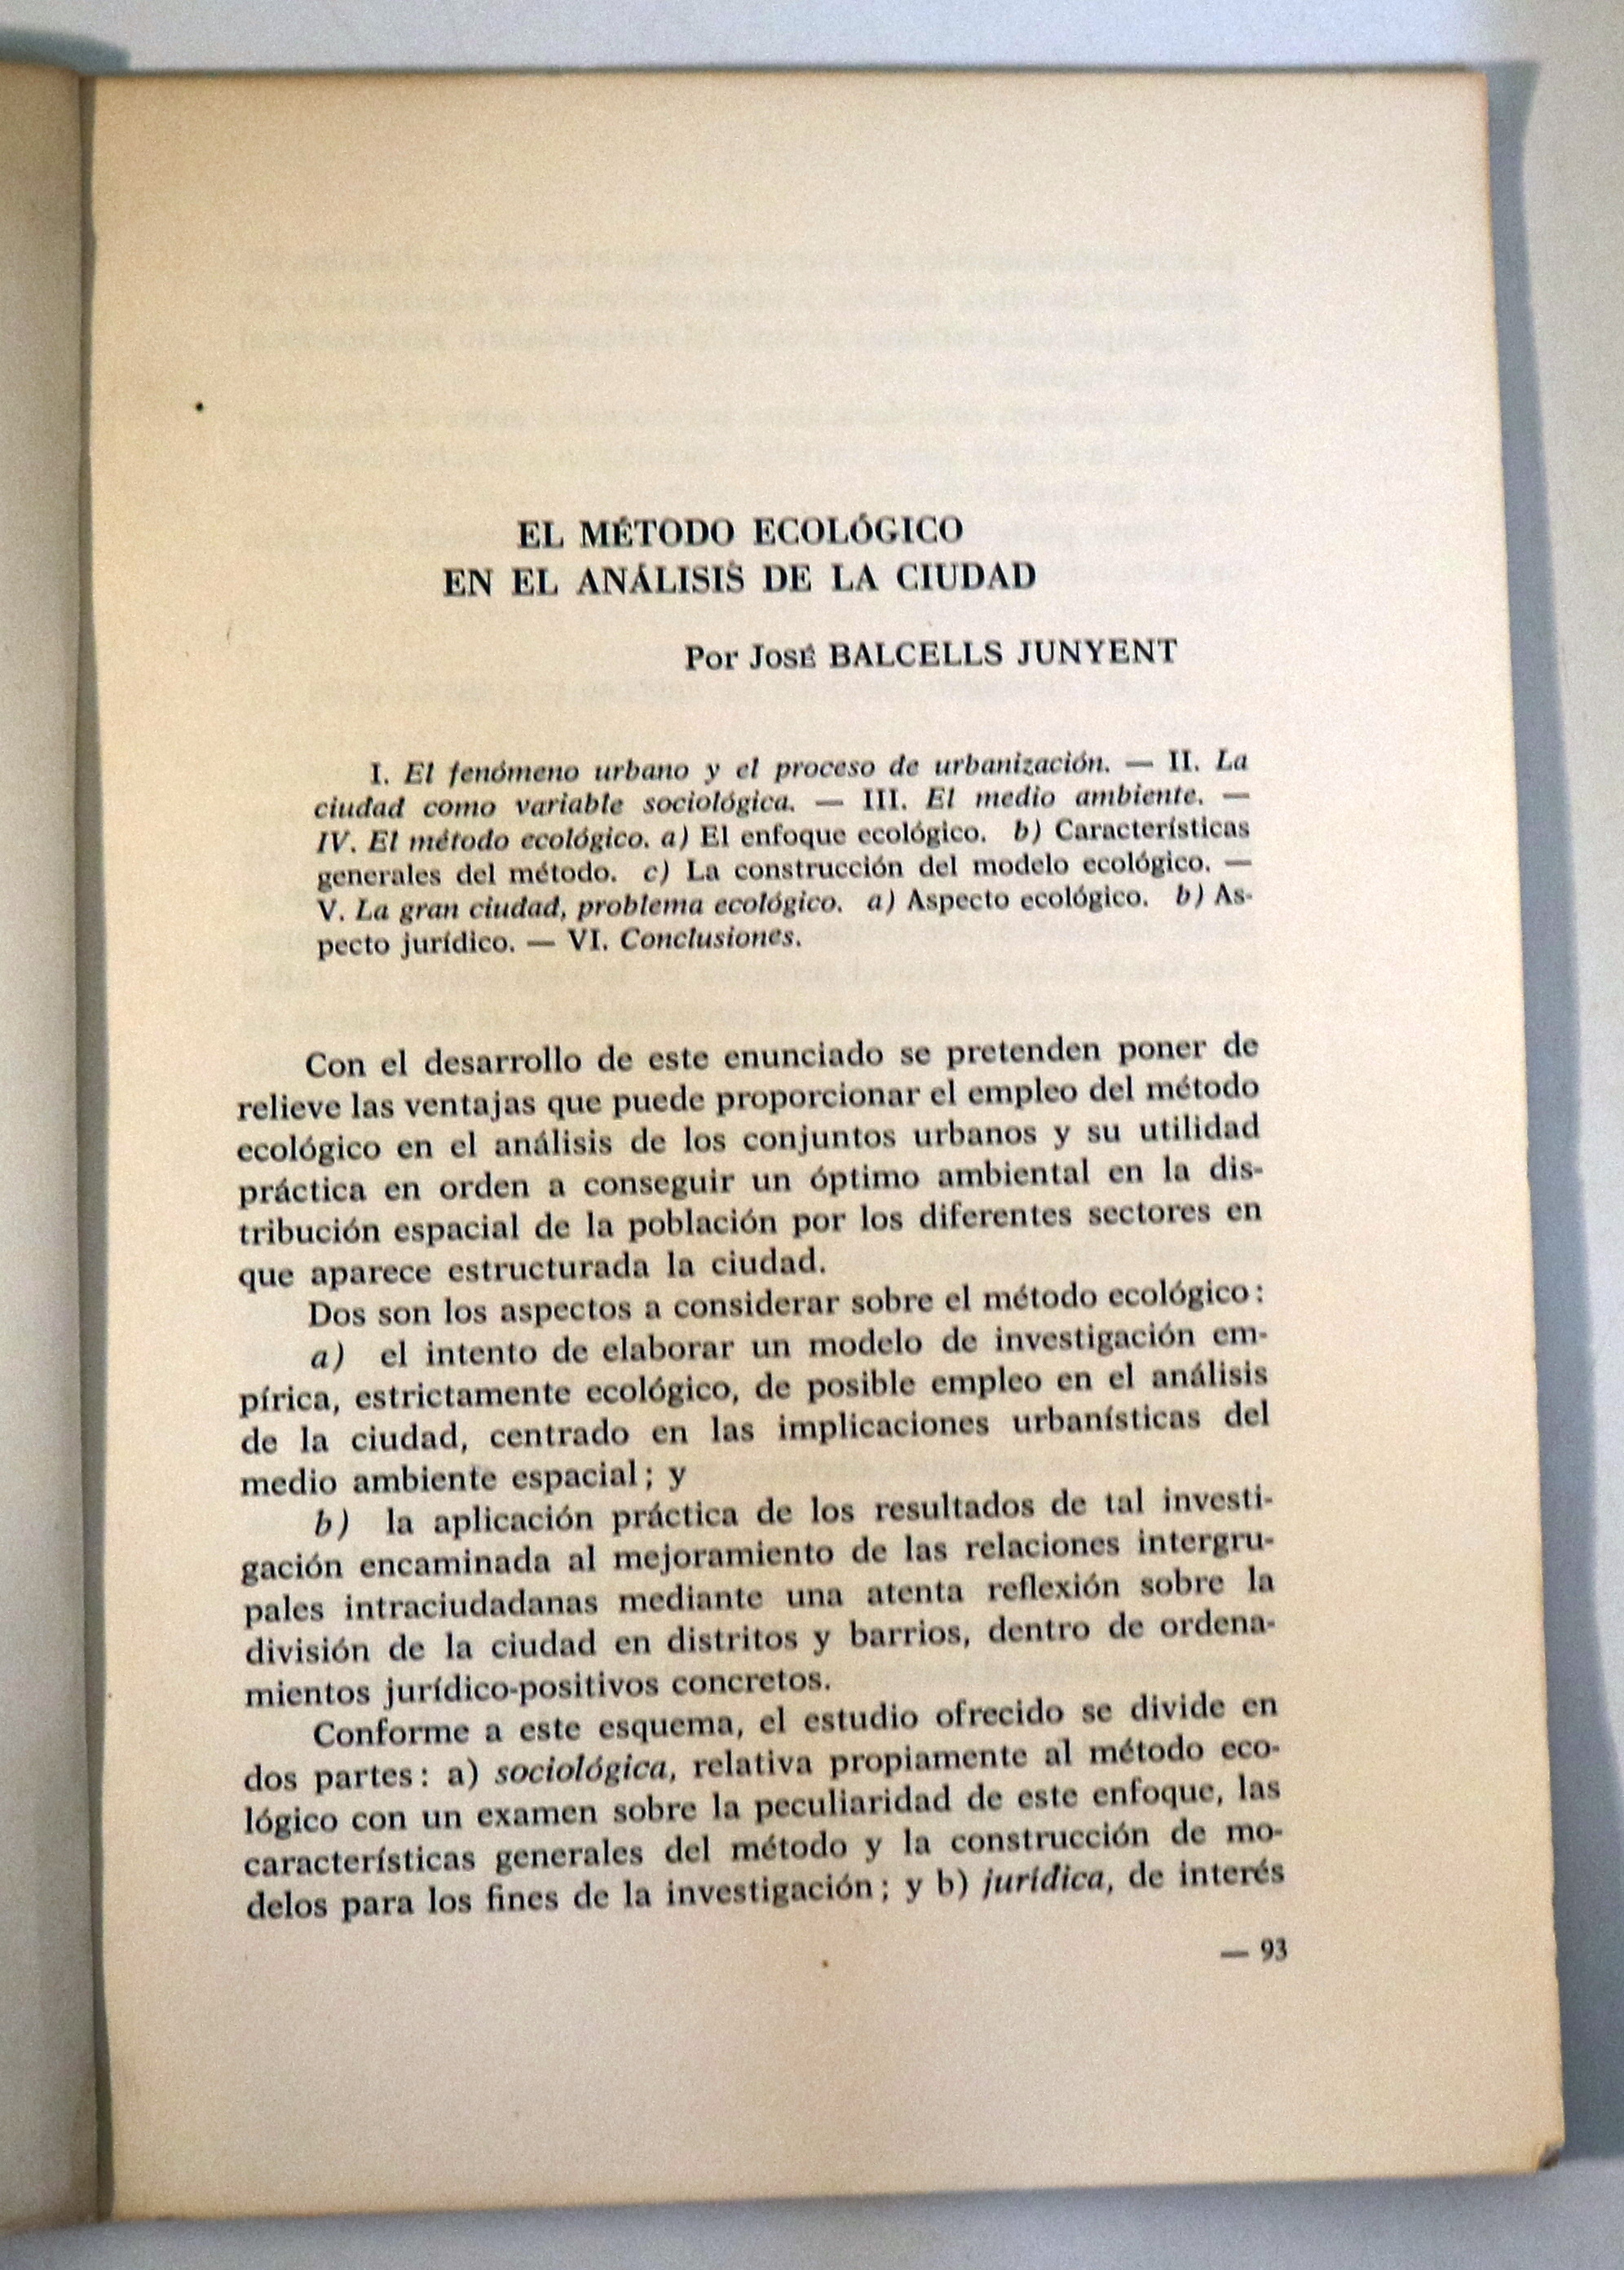 EL MÉTODO ECOLÓGICO
EN EL ANÁLISIS DE LA CIUDAD
Por José BALCELLS JUNYENT
I. El fenómeno urbano y el proceso de urbanización. — II. La
ciudad como variable sociológica. — III. El medio ambiente. —
IV. El método ecológico. a) El enfoque ecológico. b) Características
generales del método. c) La construcción del modelo ecológico. —
V. La gran ciudad, problema ecológico. a) Aspecto ecológico. b) As-
pecto jurídico. — VI. Conclusiones.
Con el desarrollo de este enunciado se pretenden poner de
relieve las ventajas que puede proporcionar el empleo del método
ecológico en el análisis de los conjuntos urbanos y su utilidad
práctica en orden a conseguir un óptimo ambiental en la dis-
tribución espacial de la población por los diferentes sectores en
que aparece estructurada la ciudad.
Dos son los aspectos a considerar sobre el método ecológico:
a) el intento de elaborar un modelo de investigación em-
pírica, estrictamente ecológico, de posible empleo en el análisis
de la ciudad, centrado en las implicaciones urbanísticas del
medio ambiente espacial; y
b) la aplicación práctica de los resultados de tal investi-
gación encaminada al mejoramiento de las relaciones intergru-
pales intraciudadanas mediante una atenta reflexión sobre la
división de la ciudad en distritos y barrios, dentro de ordena-
mientos jurídico-positivos concretos.
Conforme a este esquema, el estudio ofrecido se divide en
dos partes: a) sociológica, relativa propiamente al método eco-
lógico con un examen sobre la peculiaridad de este enfoque, las
características generales del método y la construcción de mo-
delos para los fines de la investigación; y b) jurídica, de interés
— 93